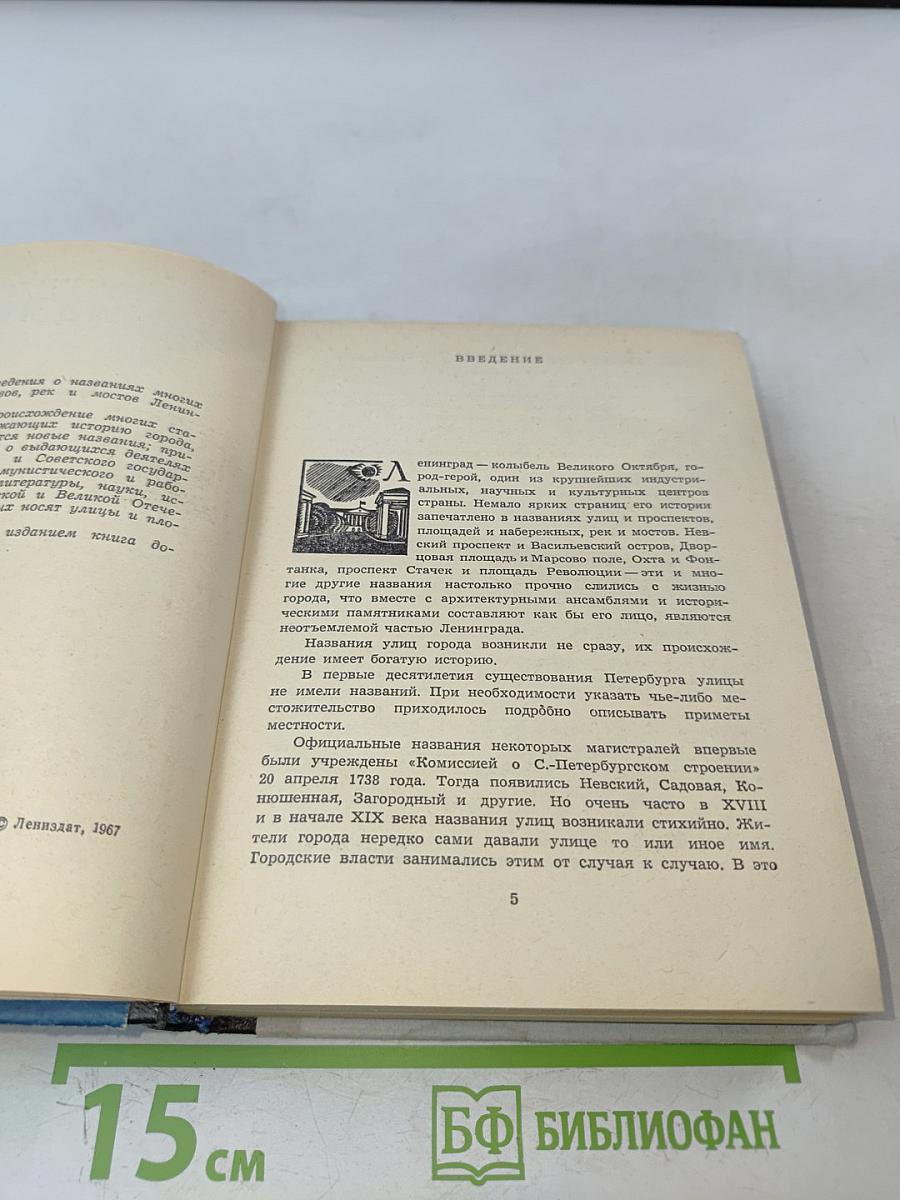 ведения о названиях многих
вов, рек и мостов Ленин-
роисхождение многих ста-
жающих историю города,
тся новые названия; при-
о выдающихся деятелях
и Советского государ-
мунистического и рабо-
литературы, науки, ис-
ской и Великой Отече-
ых носят улицы и пло-
изданием книга до-
© Лениздат, 1967
ВВЕДЕНИЕ
Ленинград — колыбель Великого Октября, го-
род-герой, один из крупнейших индустри-
альных, научных и культурных центров
страны. Немало ярких страниц его истории
запечатлено в названиях улиц и проспектов,
площадей и набережных, рек и мостов. Нев-
ский проспект и Васильевский остров, Двор-
цовая площадь и Марсово поле, Охта и Фон-
танка, проспект Стачек и площадь Революции — эти и мно-
гие другие названия настолько прочно слились с жизнью
города, что вместе с архитектурными ансамблями и истори-
ческими памятниками составляют как бы его лицо, являются
неотъемлемой частью Ленинграда.
Названия улиц города возникли не сразу, их происхож-
дение имеет богатую историю.
В первые десятилетия существования Петербурга улицы
не имели названий. При необходимости указать чье-либо ме-
стожительство приходилось подробно описывать приметы
местности.
Официальные названия некоторых магистралей впервые
были учреждены «Комиссией о С.-Петербургском строении»
20 апреля 1738 года. Тогда появились Невский, Садовая, Ко-
нюшенная, Загородный и другие. Но очень часто в XVIII
и в начале XIX века названия улиц возникали стихийно. Жи-
тели города нередко сами давали улице то или иное имя.
Городские власти занимались этим от случая к случаю. В это
5
15 см
БФ БИБЛИОФАН